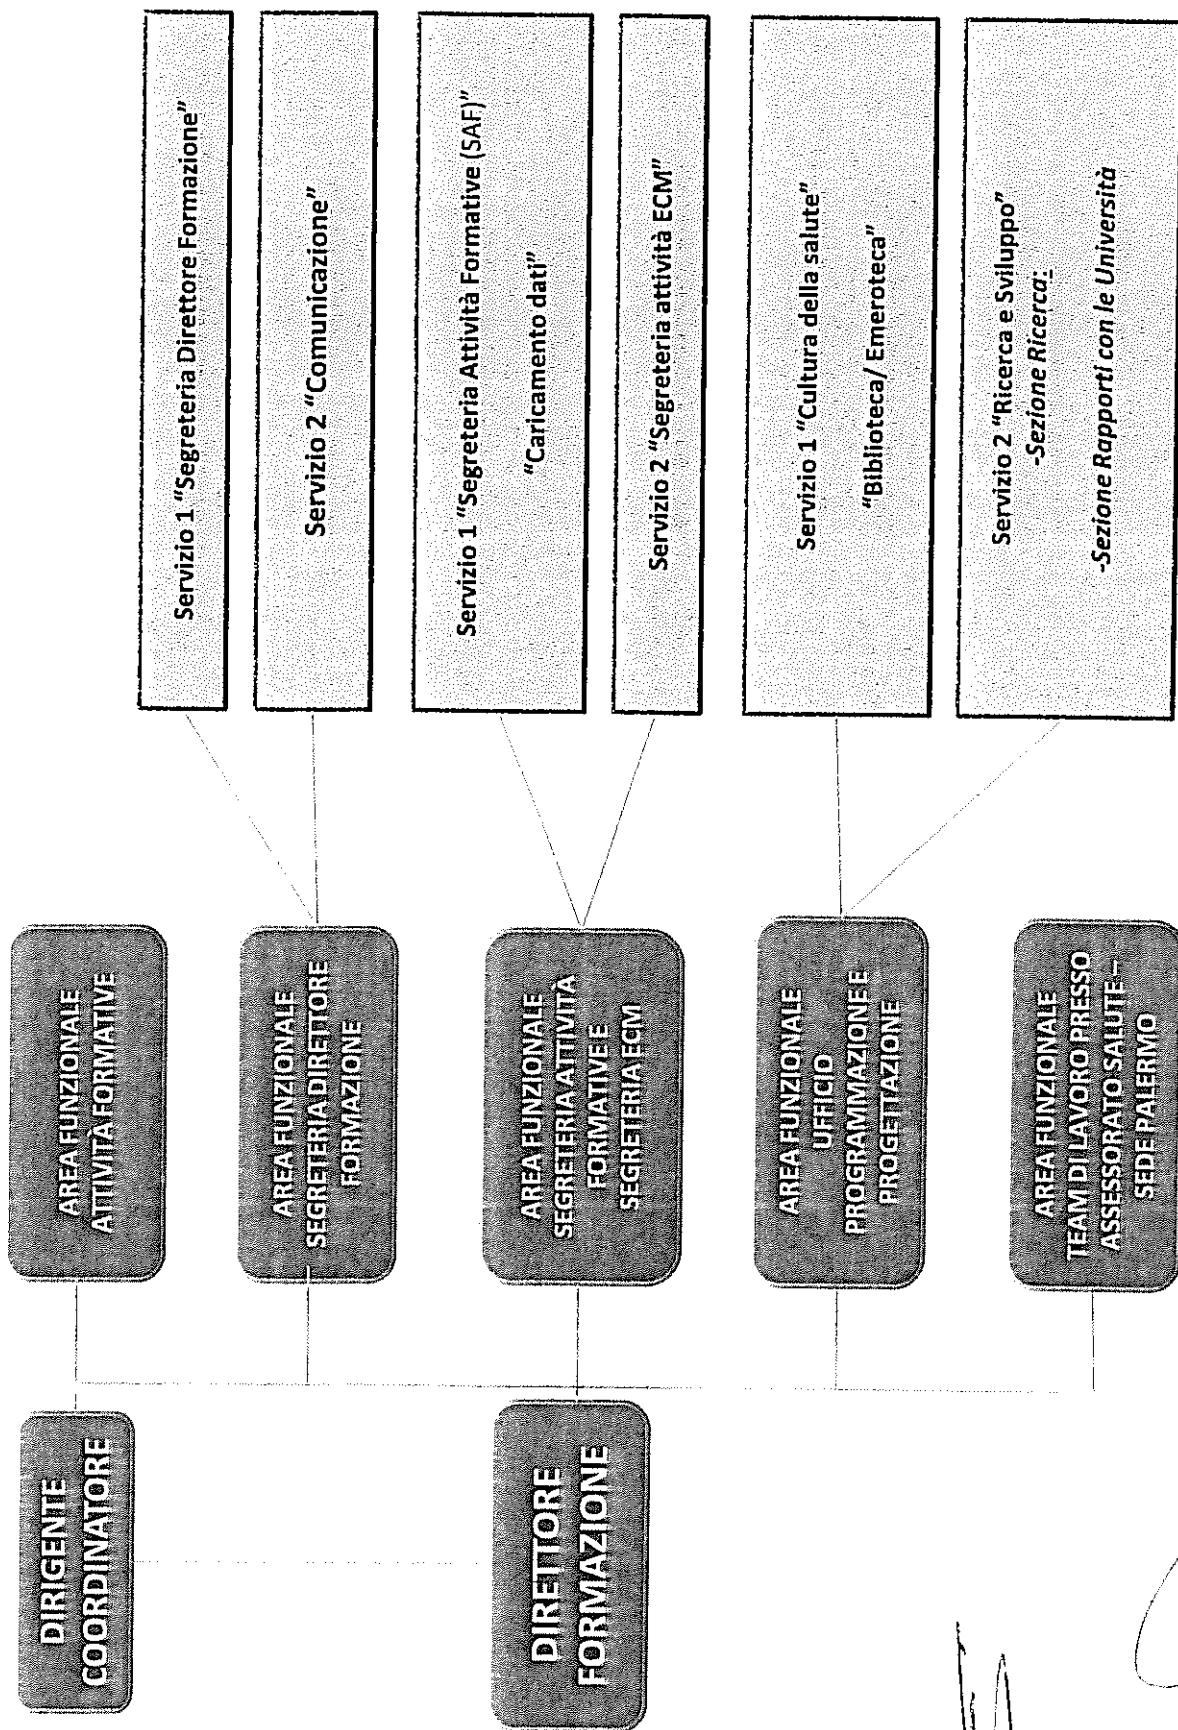 DIRIGENTE
COORDINATORE
DIRETTORE
FORMAZIONE
AREA FUNZIONALE
ATTIVITÀ FORMATIVE
AREA FUNZIONALE
SEGRETERIA DIRETTORE
FORMAZIONE
AREA FUNZIONALE
SEGRETERIA ATTIVITÀ
FORMATIVE E
SEGRETERIA ECM
AREA FUNZIONALE
UFFICIO
PROGRAMMAZIONE E
PROGETTAZIONE
AREA FUNZIONALE
TEAM DI LAVORO PRESSO
ASSESSORATO SALUTE –
SEDE PALERMO
Servizio 1 “Segreteria Direttore Formazione”
Servizio 2 “Comunicazione”
Servizio 1 “Segreteria Attività Formative (SAF)”
“Caricamento dati”
Servizio 2 “Segreteria attività ECM”
Servizio 1 “Cultura della salute”
“Biblioteca/ Emeroteca”
Servizio 2 “Ricerca e Sviluppo”
-Sezione Ricerca:
-Sezione Rapporti con le Università